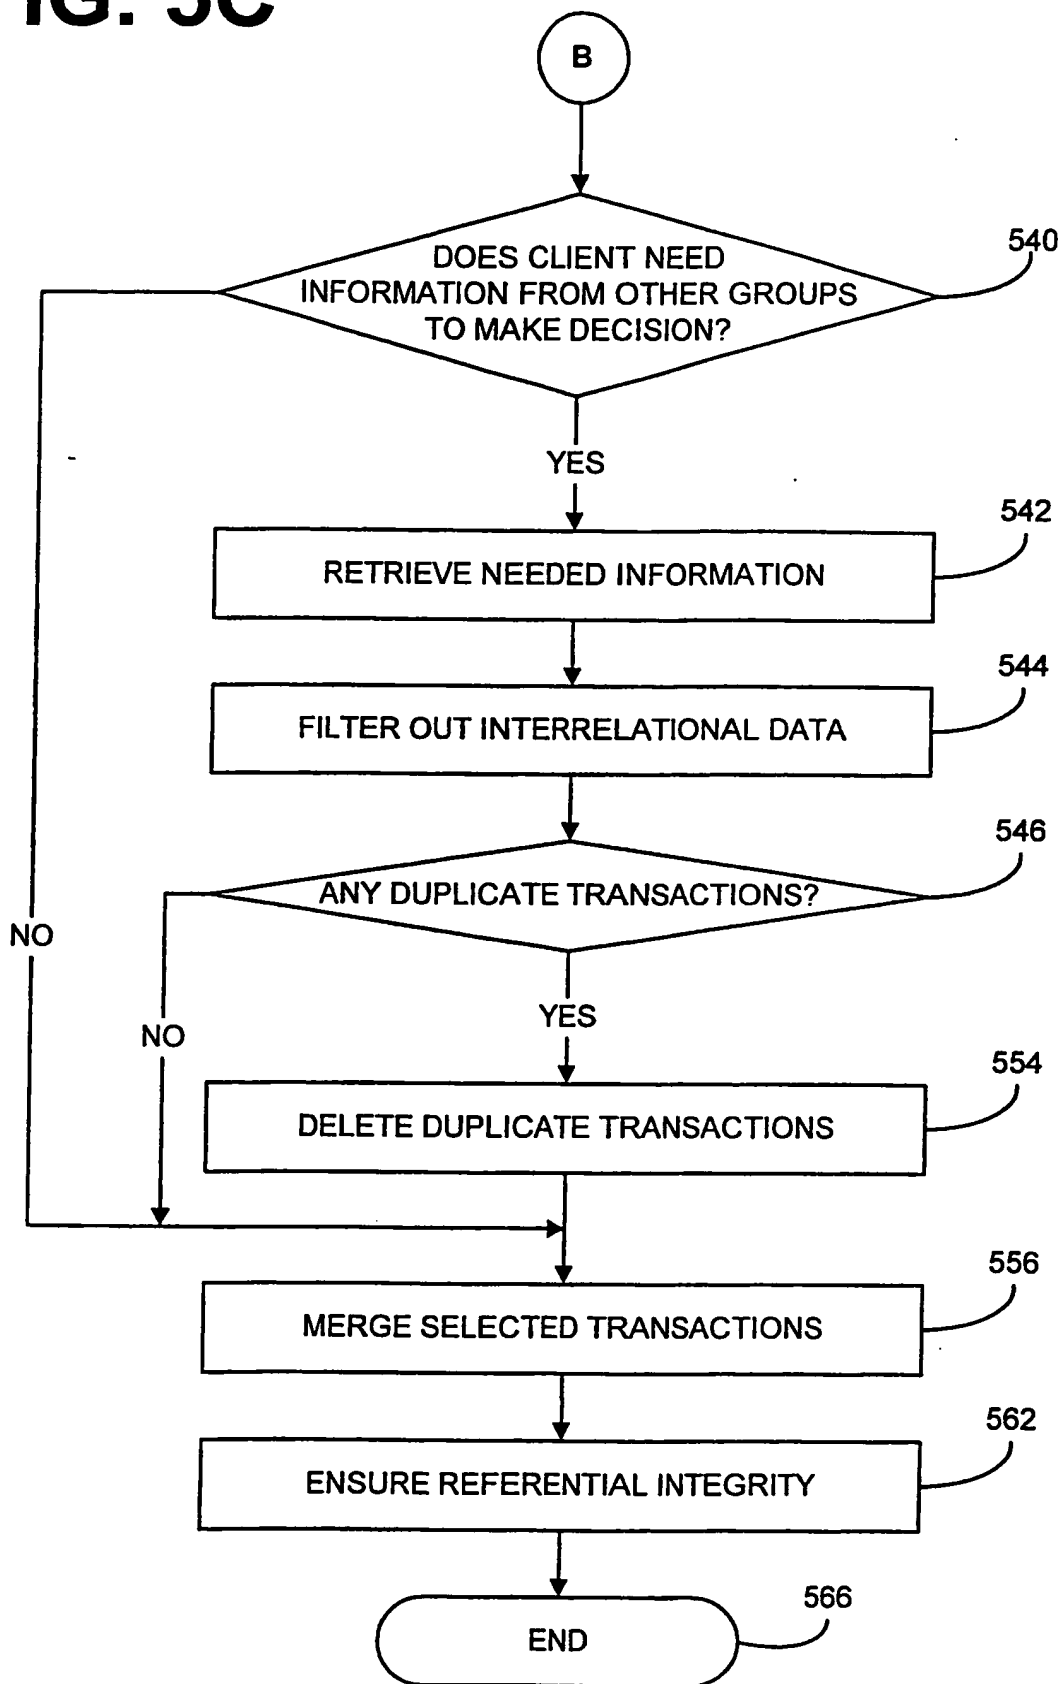 IG. 5C
B
DOES CLIENT NEED
INFORMATION FROM OTHER GROUPS
TO MAKE DECISION?
540
YES
542
RETRIEVE NEEDED INFORMATION
544
FILTER OUT INTERRELATIONAL DATA
546
ANY DUPLICATE TRANSACTIONS?
NO
YES
NO
554
DELETE DUPLICATE TRANSACTIONS
556
MERGE SELECTED TRANSACTIONS
562
ENSURE REFERENTIAL INTEGRITY
566
END